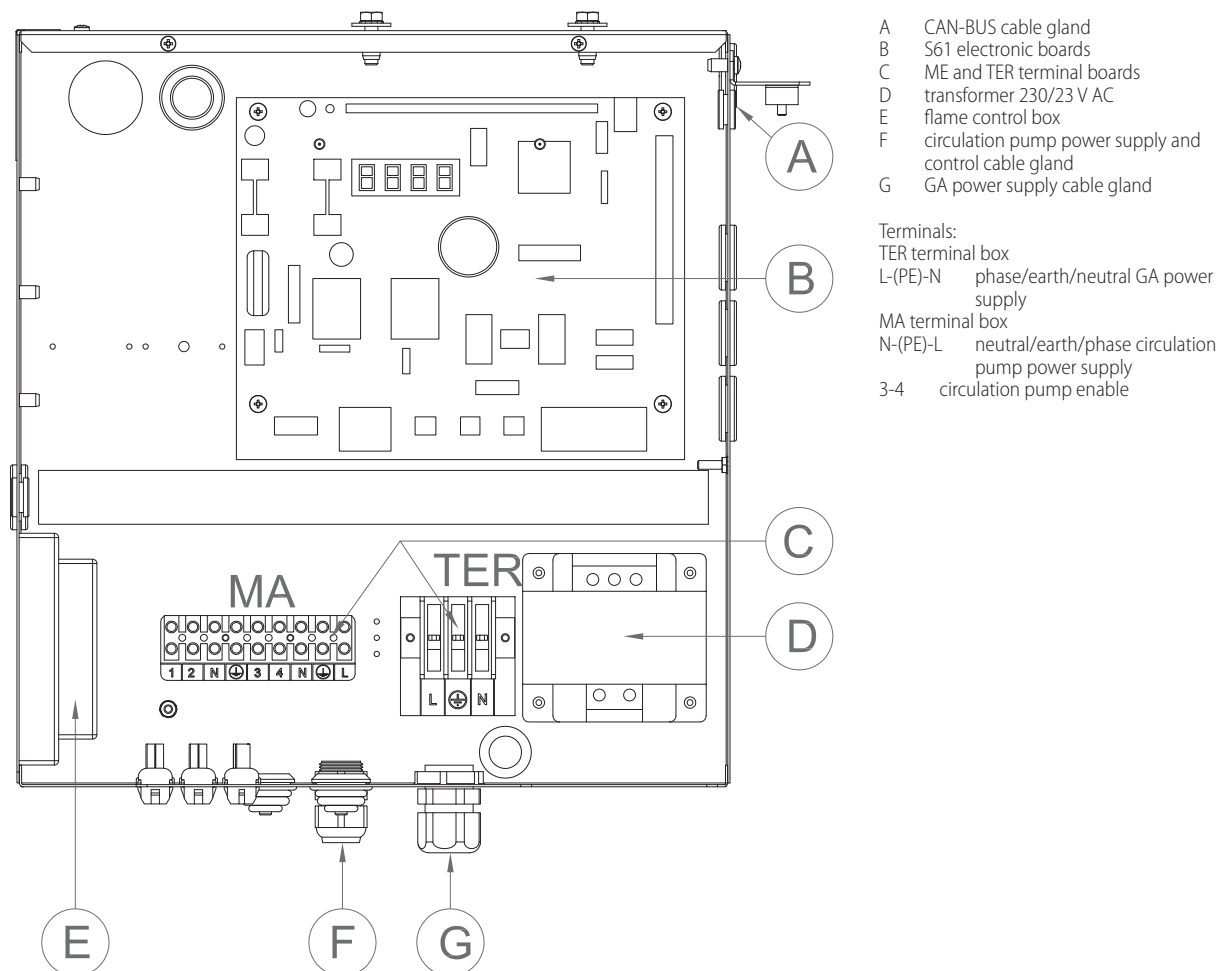 A CAN-BUS cable gland
B S61 electronic boards
C ME and TER terminal boards
D transformer 230/23 V AC
E flame control box
F circulation pump power supply and
control cable gland
G GA power supply cable gland
Terminals:
TER terminal box
L-(PE)-N phase/earth/neutral GA power
supply
MA terminal box
N-(PE)-L neutral/earth/phase circulation
pump power supply
3-4 circulation pump enable
A
B
C
TER
MA
D
1 2 N 3 4 N L
L N
E
F
G